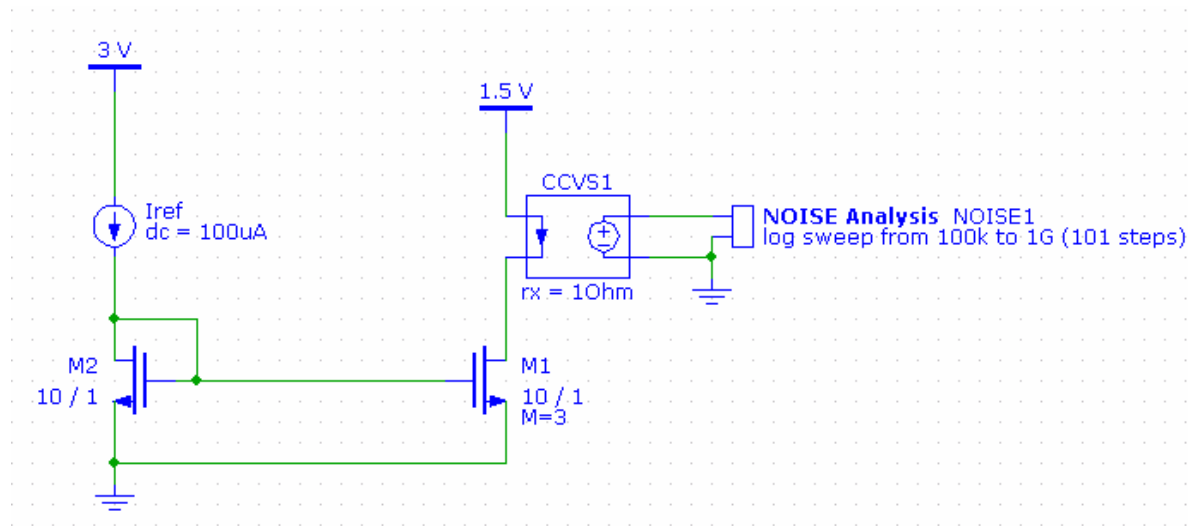 3 V
1.5 V
CCVS1
Iref
dc = 100uA
NOISE Analysis NOISE1
log sweep from 100k to 1G (101 steps)
rx = 1Ohm
M2
10 / 1
M1
10 / 1
M=3